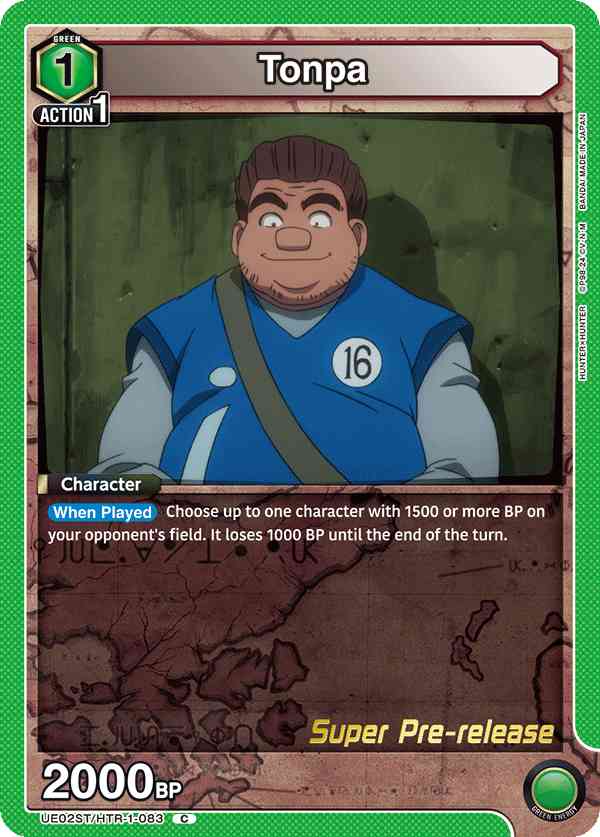 GREEN
1
Tonpa
ACTION 1
16
HUNTER×HUNTER ©P98-24 ©V, N, M BANDAI MADE IN JAPAN
Character
When Played Choose up to one character with 1500 or more BP on
your opponent's field. It loses 1000 BP until the end of the turn.
Super Pre-release
2000BP
GREEN ENERGY
UE02ST/HTR-1-083 C